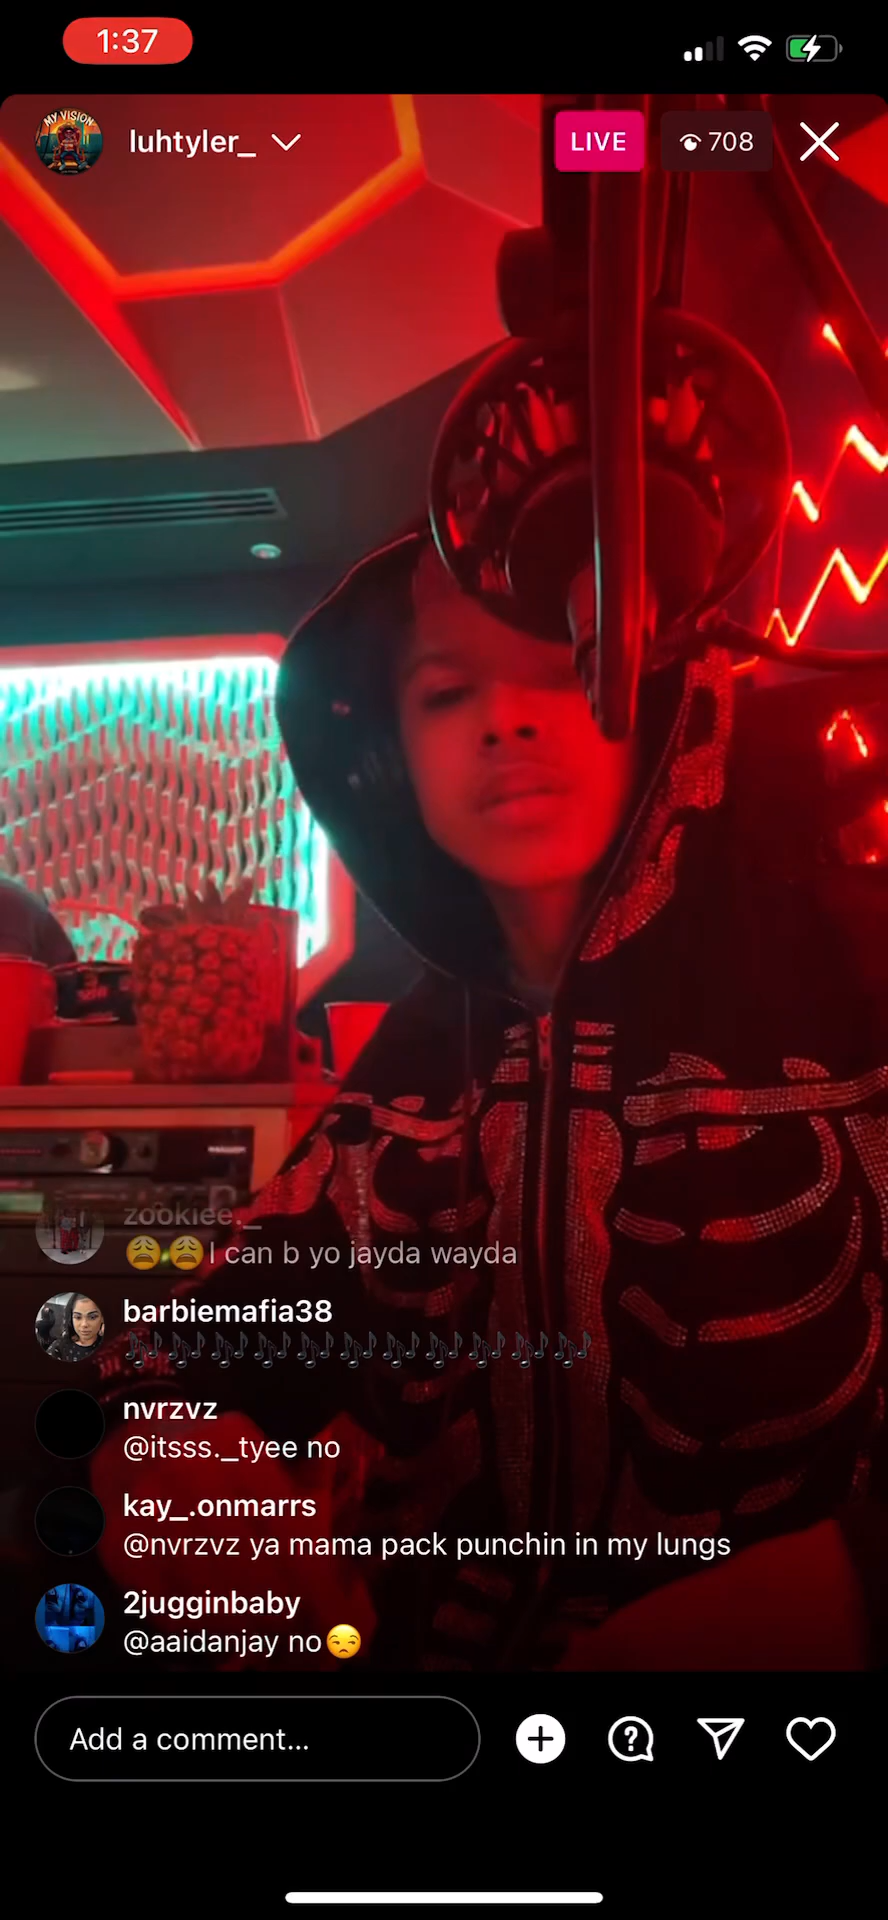 1:37
MY VISION
luhtyler_
LIVE
708
zookiee._
😩😩I can b yo jayda wayda
barbiemafia38
🎶🎶🎶🎶🎶🎶🎶🎶🎶🎶🎶
nvrzvz
@itsss._tyee no
kay_.onmarrs
@nvrzvz ya mama pack punchin in my lungs
2jugginbaby
@aaidanjay no😒
Add a comment...